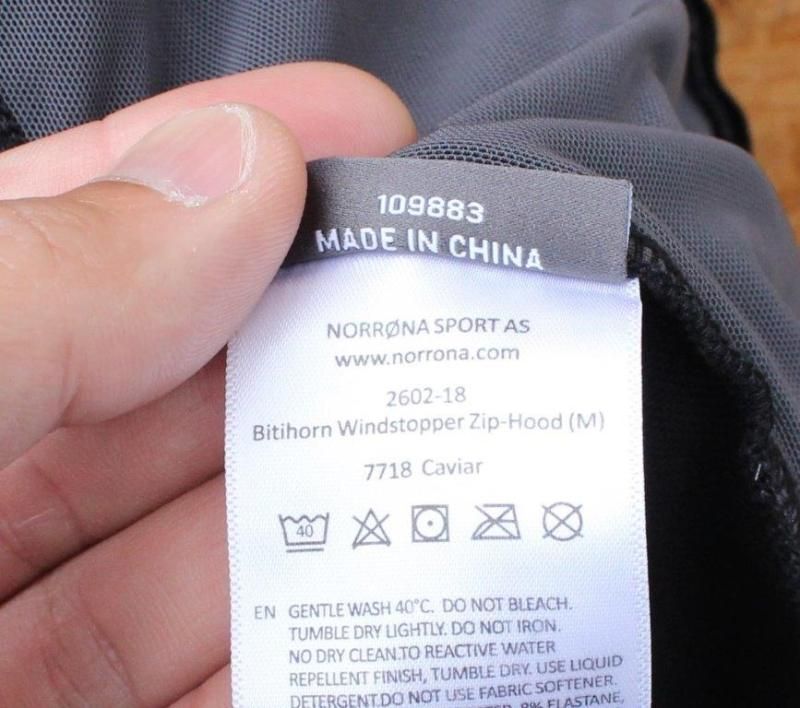 109883
MADE IN CHINA
NORRØNA SPORT AS
www.norrona.com
2602-18
Bitihorn Windstopper Zip-Hood (M)
7718 Caviar
40
EN GENTLE WASH 40°C. DO NOT BLEACH.
TUMBLE DRY LIGHTLY. DO NOT IRON.
NO DRY CLEAN.TO REACTIVE WATER
REPELLENT FINISH, TUMBLE DRY. USE LIQUID
DETERGENT.DO NOT USE FABRIC SOFTENER.
8% ELASTANE,